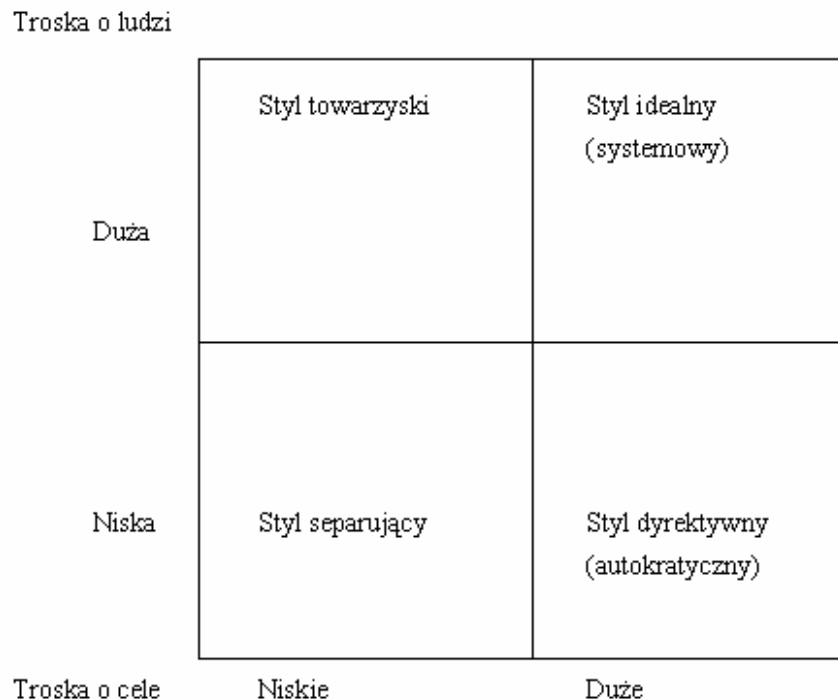 Troska o ludzi
Styl towarzyski
Styl idealny
(systemowy)
Duża
Niska
Styl separujący
Styl dyrektywny
(autokratyczny)
Troska o cele
Niskie
Duże